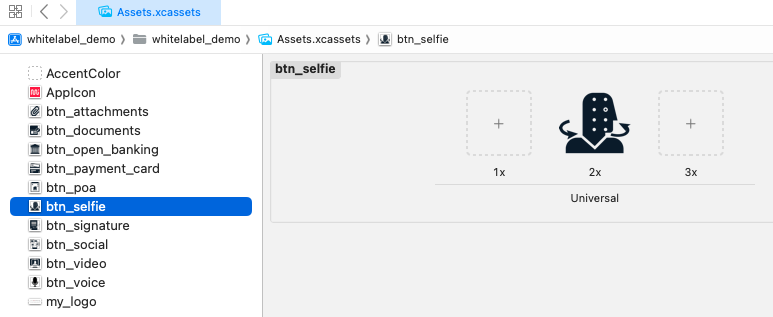 Assets.xcassets
whitelabel_demo whitelabel_demo Assets.xcassets btn_selfie
AccentColor
AppIcon
btn_attachments
btn_documents
btn_open_banking
btn_payment_card
btn_poa
btn_selfie
btn_signature
btn_social
btn_video
btn_voice
my_logo
btn_selfie
1x 2x 3x
Universal